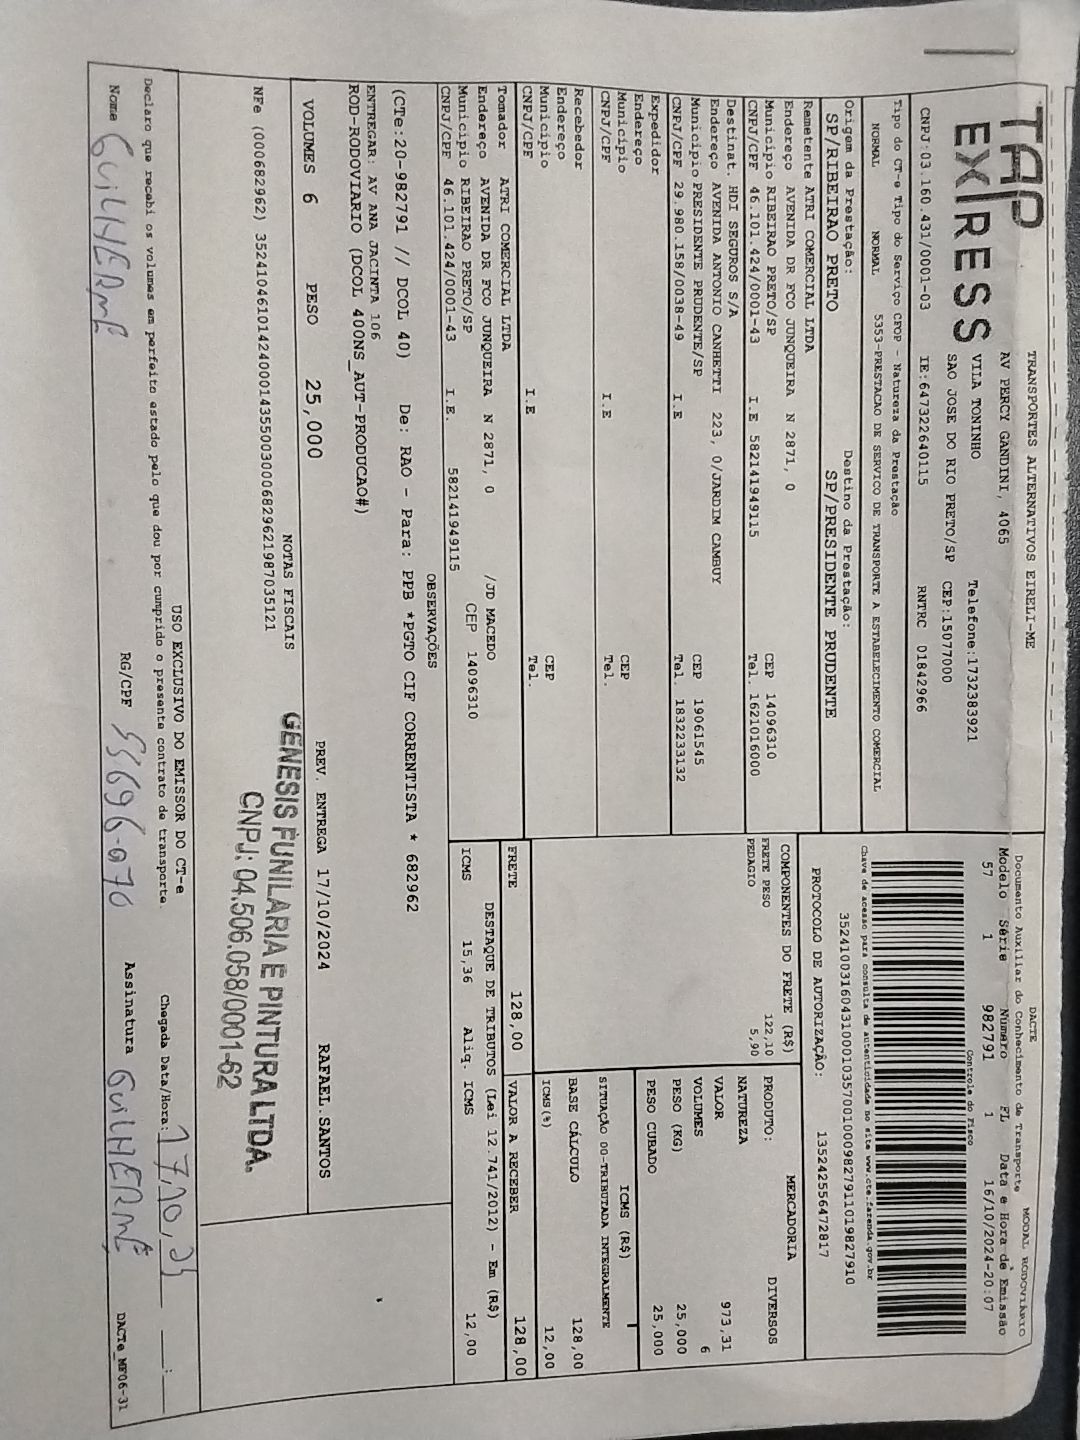 TAP
EXPRESS
TRANSPORTES ALTERNATIVOS EIRELI-ME
AV PERCY GANDINI, 4065
VILA TONINHO Telefone:1732383921
SAO JOSE DO RIO PRETO/SP CEP:15077000
CNPJ:03.160.431/0001-03 IE:647322640115 RNTRC 01842966
Tipo do CT-e Tipo do Serviço CFOP - Natureza da Prestação
NORMAL NORMAL 5353-PRESTACAO DE SERVICO DE TRANSPORTE A ESTABELECIMENTO COMERCIAL
Origem da Prestação: Destino da Prestação:
SP/RIBEIRAO PRETO SP/PRESIDENTE PRUDENTE
Remetente ATRI COMERCIAL LTDA
Endereço AVENIDA DR FCO JUNQUEIRA N 2871, 0
Município RIBEIRAO PRETO/SP CEP 14096310
CNPJ/CPF 46.101.424/0001-43 I.E 582141949115 Tel. 1621016000
Destinat. HDI SEGUROS S/A
Endereço AVENIDA ANTONIO CANHETTI 223, 0/JARDIM CAMBUY
Município PRESIDENTE PRUDENTE/SP CEP 19061545
CNPJ/CPF 29.980.158/0038-49 I.E Tel. 1832233132
Expedidor
Endereço
Município CEP
CNPJ/CPF I.E Tel.
Recebedor
Endereço
Município CEP
CNPJ/CPF I.E Tel.
Tomador ATRI COMERCIAL LTDA
Endereço AVENIDA DR FCO JUNQUEIRA N 2871, 0 /JD MACEDO
Município RIBEIRAO PRETO/SP CEP 14096310
CNPJ/CPF 46.101.424/0001-43 I.E. 582141949115
DACTE MODAL RODOVIÁRIO
Documento Auxiliar do Conhecimento de Transporte
Modelo Série Número FL Data e Hora de Emissão
57 1 982791 1 16/10/2024-20:07
Controle do Fisco
Chave de acesso para consulta de autenticidade no site www.cte.fazenda.gov.br
35241003160431000103570010009827911019827910
PROTOCOLO DE AUTORIZAÇÃO: 135242556472817
COMPONENTES DO FRETE (R$)
FRETE PESO 122,10
PEDAGIO 5,90
MERCADORIA
PRODUTO: DIVERSOS
NATUREZA
VALOR 973,31
VOLUMES 6
PESO (KG) 25,000
PESO CUBADO 25,000
ICMS (R$)
SITUAÇÃO 00-TRIBUTADA INTEGRALMENTE
BASE CÁLCULO 128,00
ICMS(%) 12,00
FRETE 128,00 VALOR A RECEBER 128,00
DESTAQUE DE TRIBUTOS (Lei 12.741/2012) - Em (R$)
ICMS 15,36 Aliq. ICMS 12,00
OBSERVAÇÕES
(CTe:20-982791 // DCOL 40) De: RAO - Para: PPB *PGTO CIF CORRENTISTA * 682962
ENTREGAR: AV ANA JACINTA 106
ROD-RODOVIARIO (DCOL 400NS_AUT-PRODUCAO#)
VOLUMES 6 PESO 25,000 PREV. ENTREGA 17/10/2024 RAFAEL.SANTOS
NOTAS FISCAIS
NFe (000682962) 35241046101424000143550030006829621987035121
GENESIS FUNILARIA E PINTURA LTDA.
CNPJ: 04.506.058/0001-62
USO EXCLUSIVO DO EMISSOR DO CT-e
Declaro que recebi os volumes em perfeito estado pelo que dou por cumprido o presente contrato de transporte. Chegada Data/Hora: 17,10,24 ___:___
Nome GUILHERME RG/CPF 55696-070 Assinatura GUILHERME
DACTe_MF06-31